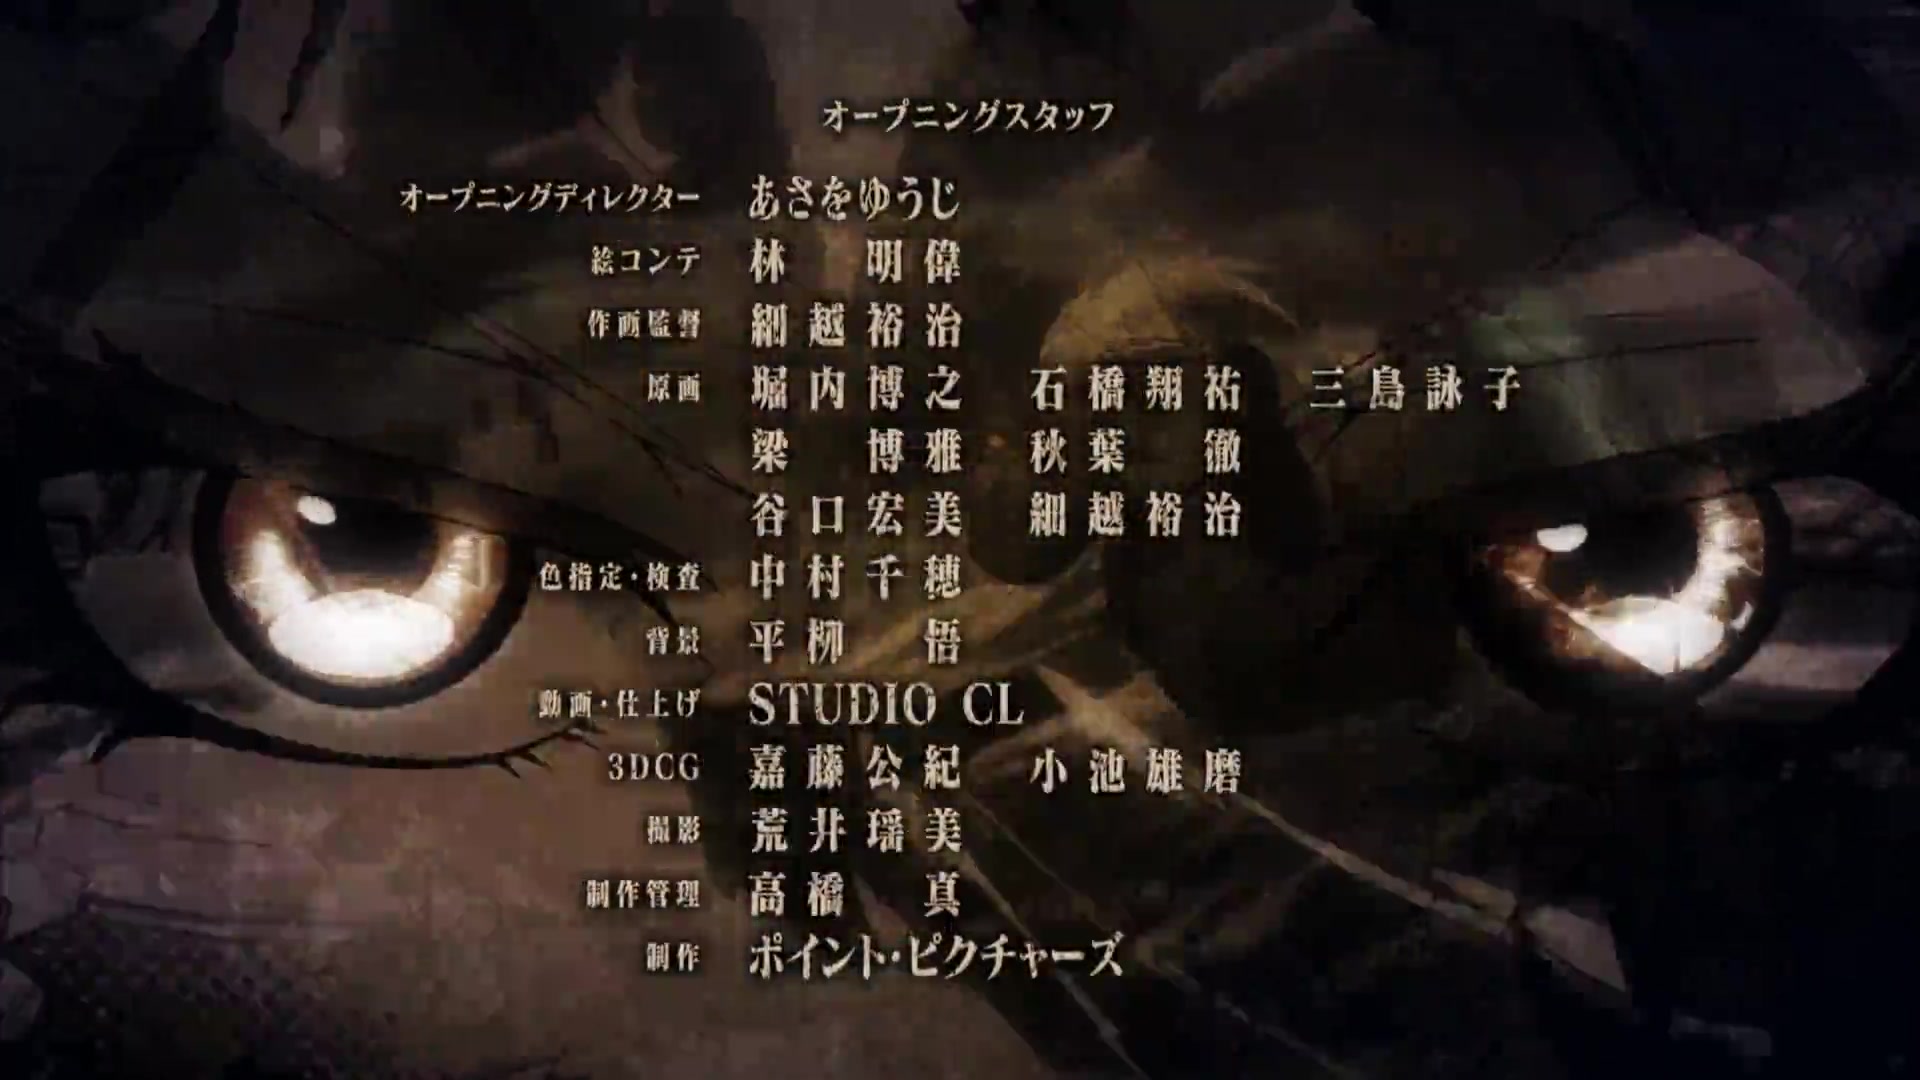 オープニングスタッフ
オープニングディレクター あさをゆうじ
絵コンテ 林 明偉
作画監督 細越裕治
原画 堀内博之 石橋翔祐 三島詠子
梁 博雅 秋葉 徹
谷口宏美 細越裕治
色指定・検査 中村千穂
背景 平柳 悟
動画・仕上げ STUDIO CL
3DCG 嘉藤公紀 小池雄磨
撮影 荒井瑶美
制作管理 高橋 真
制作 ポイント・ピクチャーズ